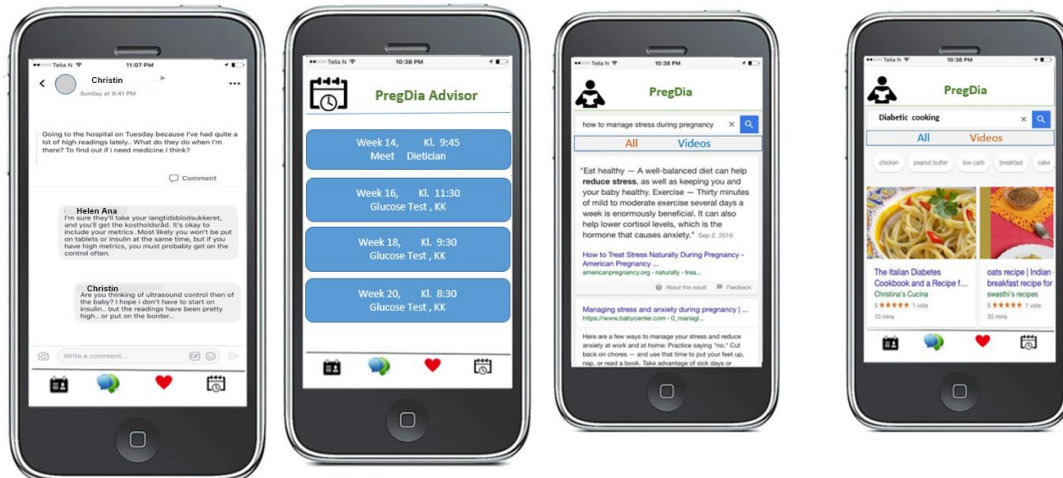 Telia N 11:07 PM
Christin
Sunday at 9:41 PM
Going to the hospital on Tuesday because I've had quite a
lot of high readings lately.. What do they do when I'm
there? To find out if i need medicine I think?
Comment
Helen Ana
I'm sure they'll take your langtidsblodsukkeret,
and you'll get the kostholdsråd. It's okay to
include your metrics. Most likely you won't be put
on tablets or insulin at the same time, but if you
have high metrics, you must probably get on the
control often.
Christin
Are you thinking of ultrasound control then of
the baby? I hope i don't have to start on
insulin.. but the readings have been pretty
high.. or put on the border..
Write a comment...
GIF
Telia N 10:38 PM
PregDia Advisor
Week 14, Kl. 9:45
Meet Dietician
Week 16, Kl. 11:30
Glucose Test , KK
Week 18, Kl. 9:30
Glucose Test , KK
Week 20, Kl. 8:30
Glucose Test , KK
Telia N 10:38 PM
PregDia
how to manage stress during pregnancy X
All Videos
"Eat healthy — A well-balanced diet can help
reduce stress, as well as keeping you and
your baby healthy. Exercise — Thirty minutes
of mild to moderate exercise several days a
week is enormously beneficial. It can also
help lower cortisol levels, which is the
hormone that causes anxiety." Sep 2, 2016
How to Treat Stress Naturally During Pregnancy -
American Pregnancy ...
americanpregnancy.org › naturally › trea...
About this result Feedback
Managing stress and anxiety during pregnancy | ...
https://www.babycenter.com › 0_managi...
Here are a few ways to manage your stress and reduce
anxiety at work and at home: Practice saying "no." Cut
back on chores — and use that time to put your feet up,
nap, or read a book. Take advantage of sick days or
Telia N 10:38 PM
PregDia
Diabetic cooking X
All Videos
chicken peanut butter low carb breakfast cake
The Italian Diabetes
Cookbook and a Recipe f...
Christina's Cucina
5 ★★★★★ 1 vote
10 mins
oats recipe | Indian
breakfast recipe for
swasthi's recipes
5 ★★★★★ 1 vote
30 mins